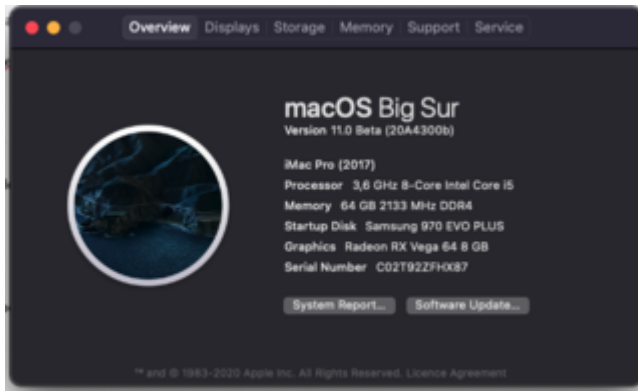 Overview Displays Storage Memory Support Service
macOS Big Sur
Version 11.0 Beta (20A4300b)
iMac Pro (2017)
Processor 3,6 GHz 8-Core Intel Core i5
Memory 64 GB 2133 MHz DDR4
Startup Disk Samsung 970 EVO PLUS
Graphics Radeon RX Vega 64 8 GB
Serial Number C02T92ZFHX87
System Report... Software Update...
™ and © 1983-2020 Apple Inc. All Rights Reserved. Licence Agreement